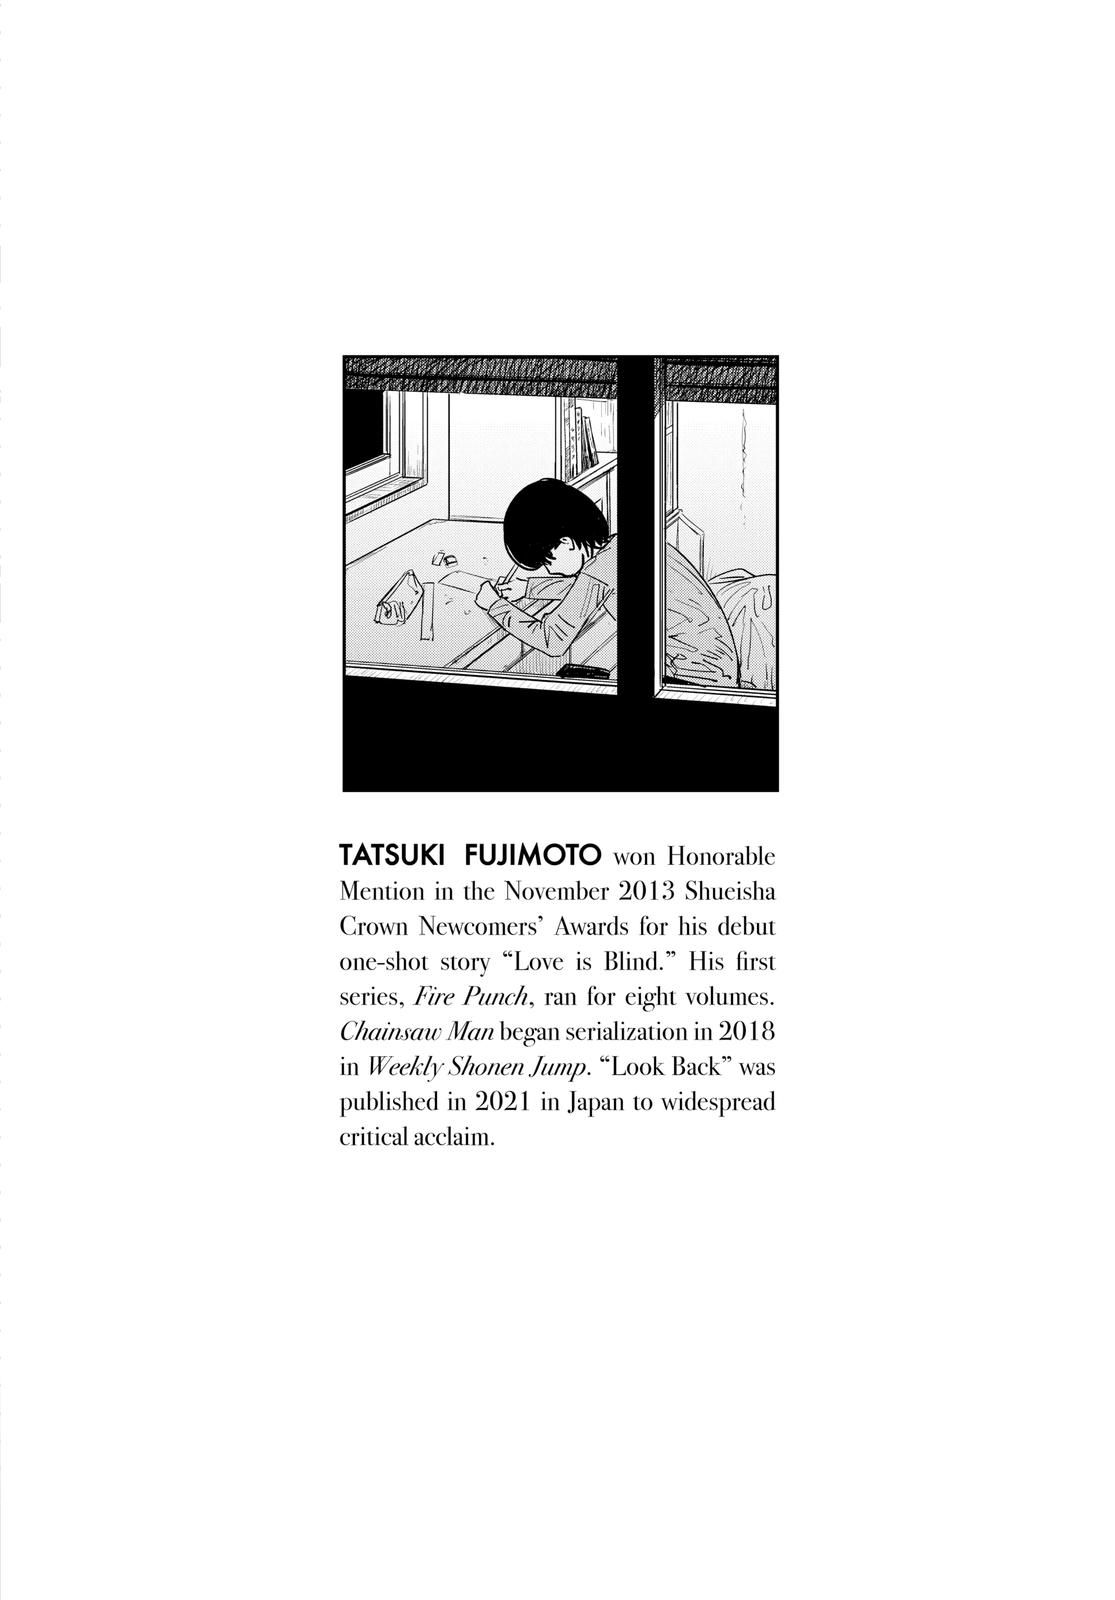 TATSUKI FUJIMOTO won Honorable
Mention in the November 2013 Shueisha
Crown Newcomers’ Awards for his debut
one-shot story “Love is Blind.” His first
series, Fire Punch, ran for eight volumes.
Chainsaw Man began serialization in 2018
in Weekly Shonen Jump. “Look Back” was
published in 2021 in Japan to widespread
critical acclaim.